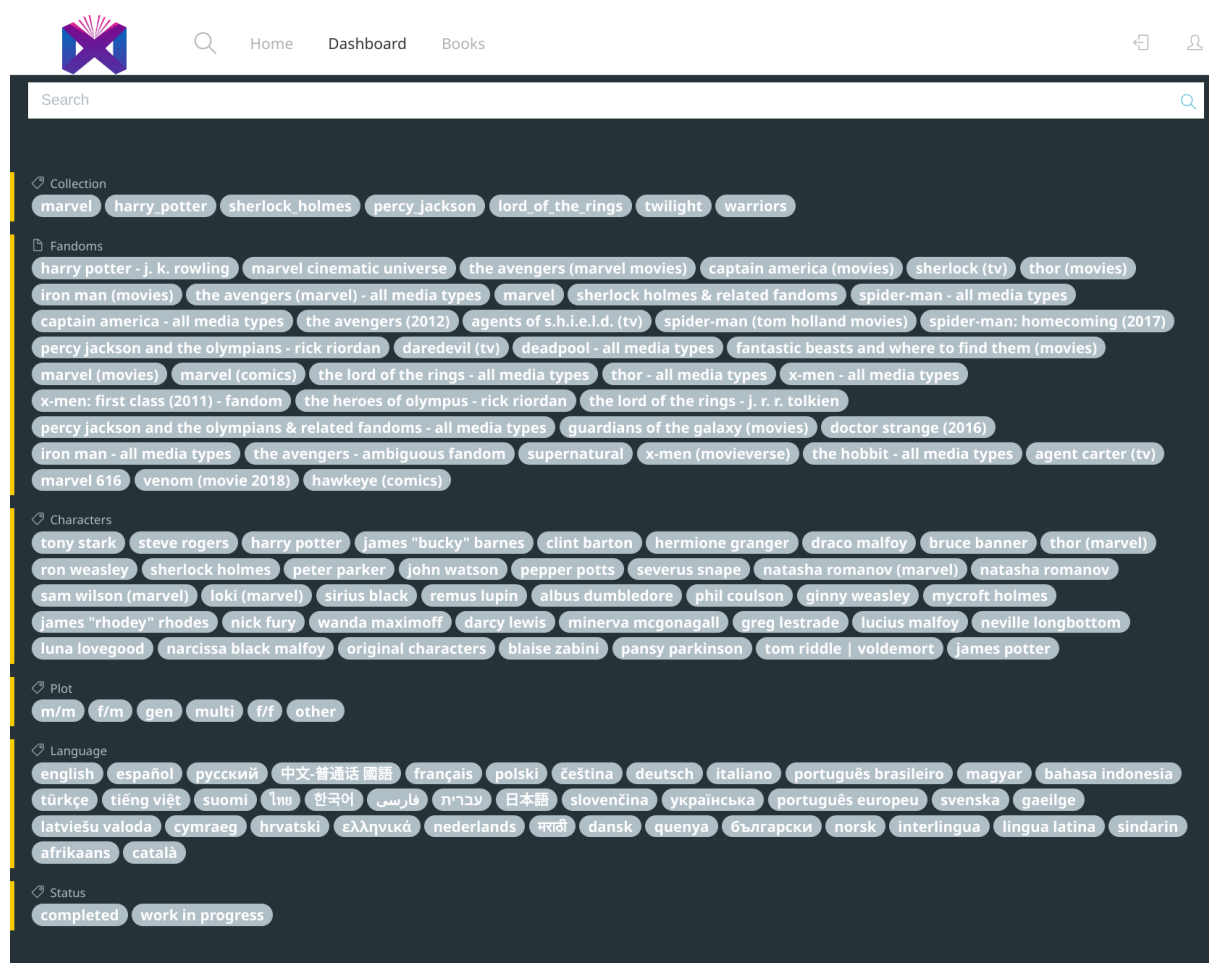 Home Dashboard Books
Search
Collection
marvel harry_potter sherlock_holmes percy_jackson lord_of_the_rings twilight warriors
Fandoms
harry potter - j. k. rowling marvel cinematic universe the avengers (marvel movies) captain america (movies) sherlock (tv) thor (movies)
iron man (movies) the avengers (marvel) - all media types marvel sherlock holmes & related fandoms spider-man - all media types
captain america - all media types the avengers (2012) agents of s.h.i.e.l.d. (tv) spider-man (tom holland movies) spider-man: homecoming (2017)
percy jackson and the olympians - rick riordan daredevil (tv) deadpool - all media types fantastic beasts and where to find them (movies)
marvel (movies) marvel (comics) the lord of the rings - all media types thor - all media types x-men - all media types
x-men: first class (2011) - fandom the heroes of olympus - rick riordan the lord of the rings - j. r. r. tolkien
percy jackson and the olympians & related fandoms - all media types guardians of the galaxy (movies) doctor strange (2016)
iron man - all media types the avengers - ambiguous fandom supernatural x-men (movieverse) the hobbit - all media types agent carter (tv)
marvel 616 venom (movie 2018) hawkeye (comics)
Characters
tony stark steve rogers harry potter james "bucky" barnes clint barton hermione granger draco malfoy bruce banner thor (marvel)
ron weasley sherlock holmes peter parker john watson pepper potts severus snape natasha romanov (marvel) natasha romanov
sam wilson (marvel) loki (marvel) sirius black remus lupin albus dumbledore phil coulson ginny weasley mycroft holmes
james "rhodey" rhodes nick fury wanda maximoff darcy lewis minerva mcgonagall greg lestrade lucius malfoy neville longbottom
luna lovegood narcissa black malfoy original characters blaise zabini pansy parkinson tom riddle | voldemort james potter
Plot
m/m f/m gen multi f/f other
Language
english español русский 中文-普通话 國語 français polski čeština deutsch italiano português brasileiro magyar bahasa indonesia
türkçe tiếng việt suomi ไทย 한국어 فارسی עברית 日本語 slovenčina українська português europeu svenska gaeilge
latviešu valoda cymraeg hrvatski ελληνικά nederlands मराठी dansk quenya български norsk interlingua lingua latina sindarin
afrikaans català
Status
completed work in progress